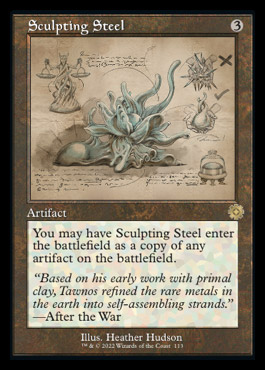 Sculpting Steel 3
Artifact
You may have Sculpting Steel enter
the battlefield as a copy of any
artifact on the battlefield.
“Based on his early work with primal
clay, Tawnos refined the rare metals in
the earth into self-assembling strands.”
—After the War
Illus. Heather Hudson
™ & © 2022 Wizards of the Coast 113